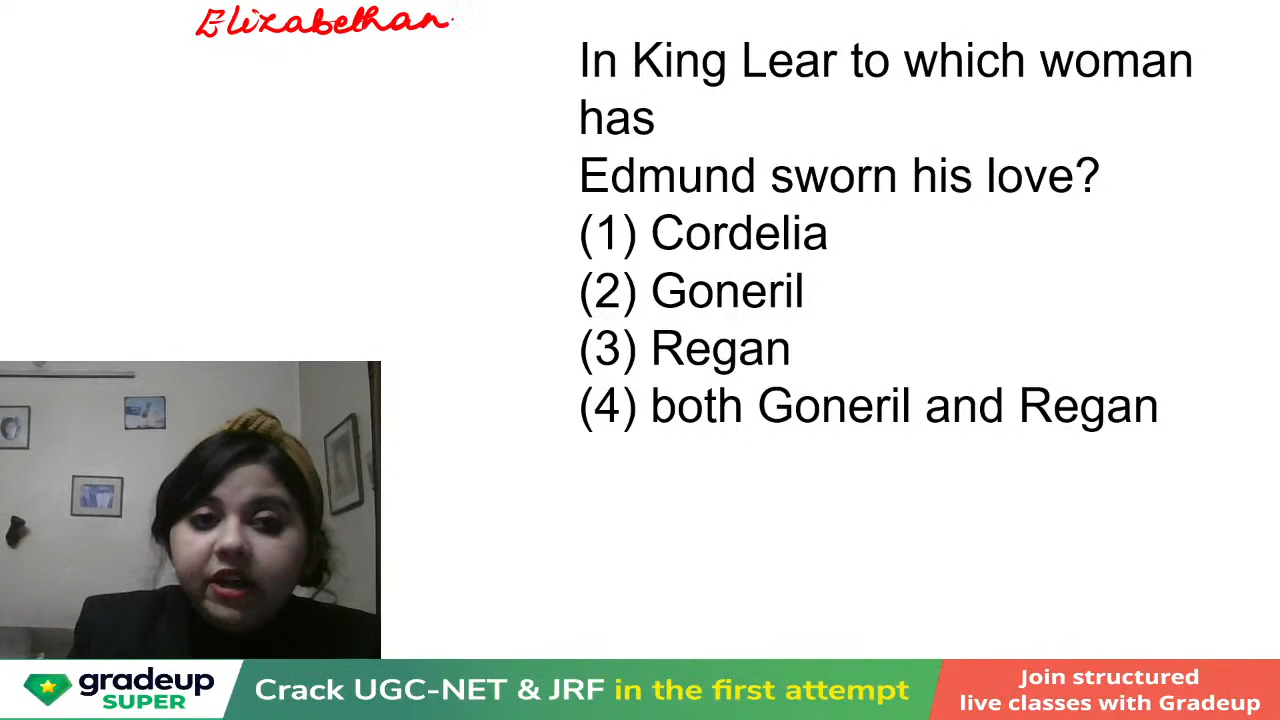 Elizabethan
In King Lear to which woman
has
Edmund sworn his love?
(1) Cordelia
(2) Goneril
(3) Regan
(4) both Goneril and Regan
gradeup
SUPER
Crack UGC-NET & JRF in the first attempt
Join structured
live classes with Gradeup